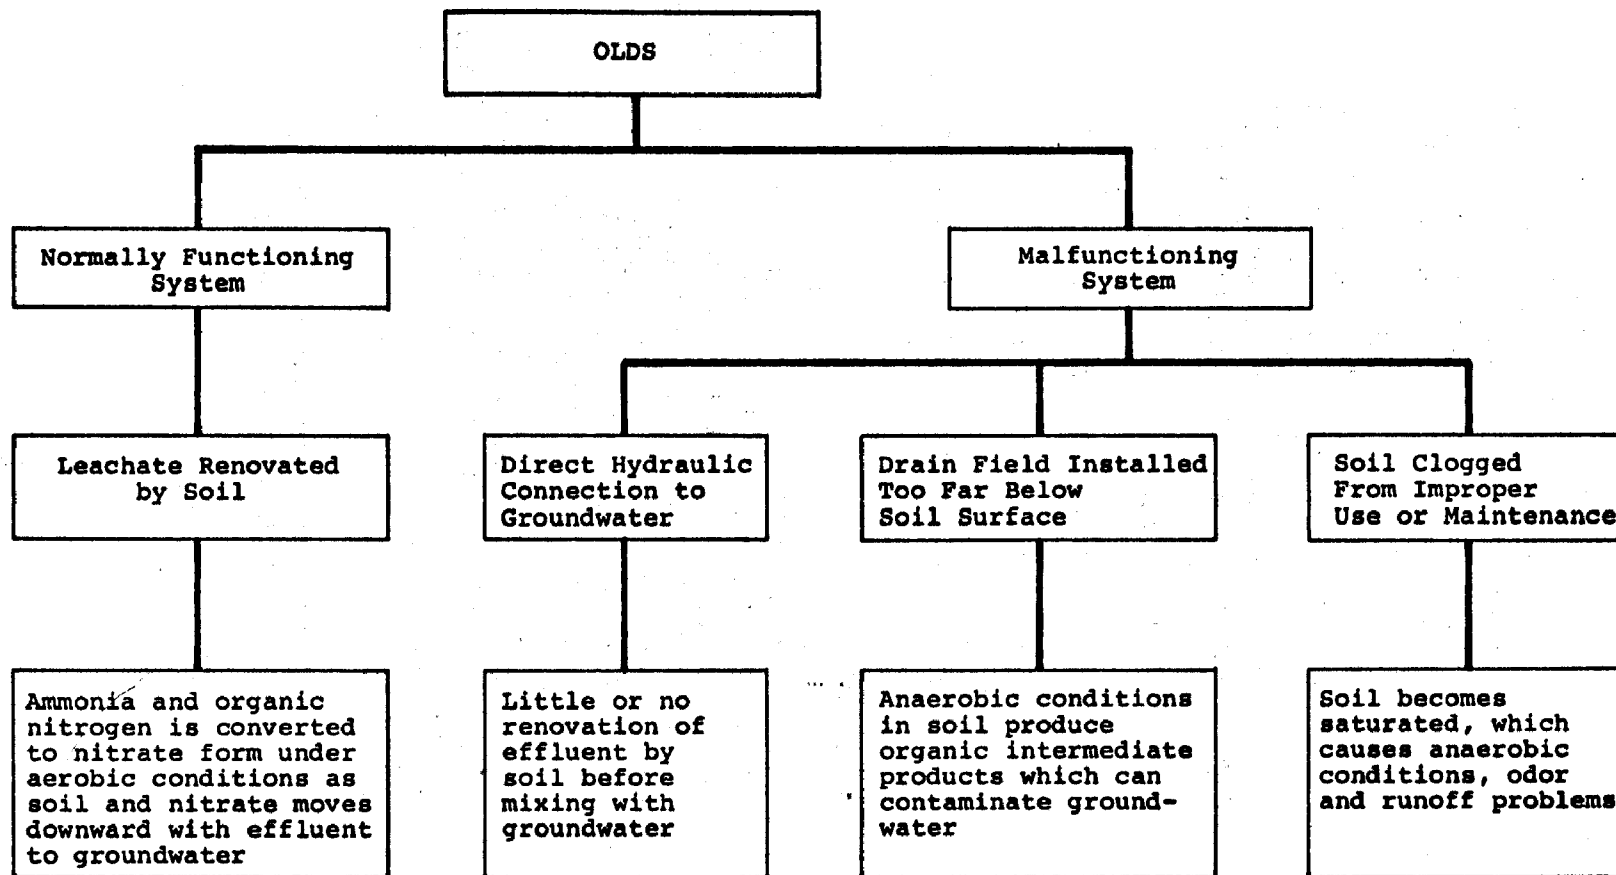 OLDS
Normally Functioning
System
Malfunctioning
System
Leachate Renovated
by Soil
Direct Hydraulic
Connection to
Groundwater
Drain Field Installed
Too Far Below
Soil Surface
Soil Clogged
From Improper
Use or Maintenance
Ammonia and organic
nitrogen is converted
to nitrate form under
aerobic conditions as
soil and nitrate moves
downward with effluent
to groundwater
Little or no
renovation of
effluent by
soil before
mixing with
groundwater
Anaerobic conditions
in soil produce
organic intermediate
products which can
contaminate ground-
water
Soil becomes
saturated, which
causes anaerobic
conditions, odor
and runoff problems